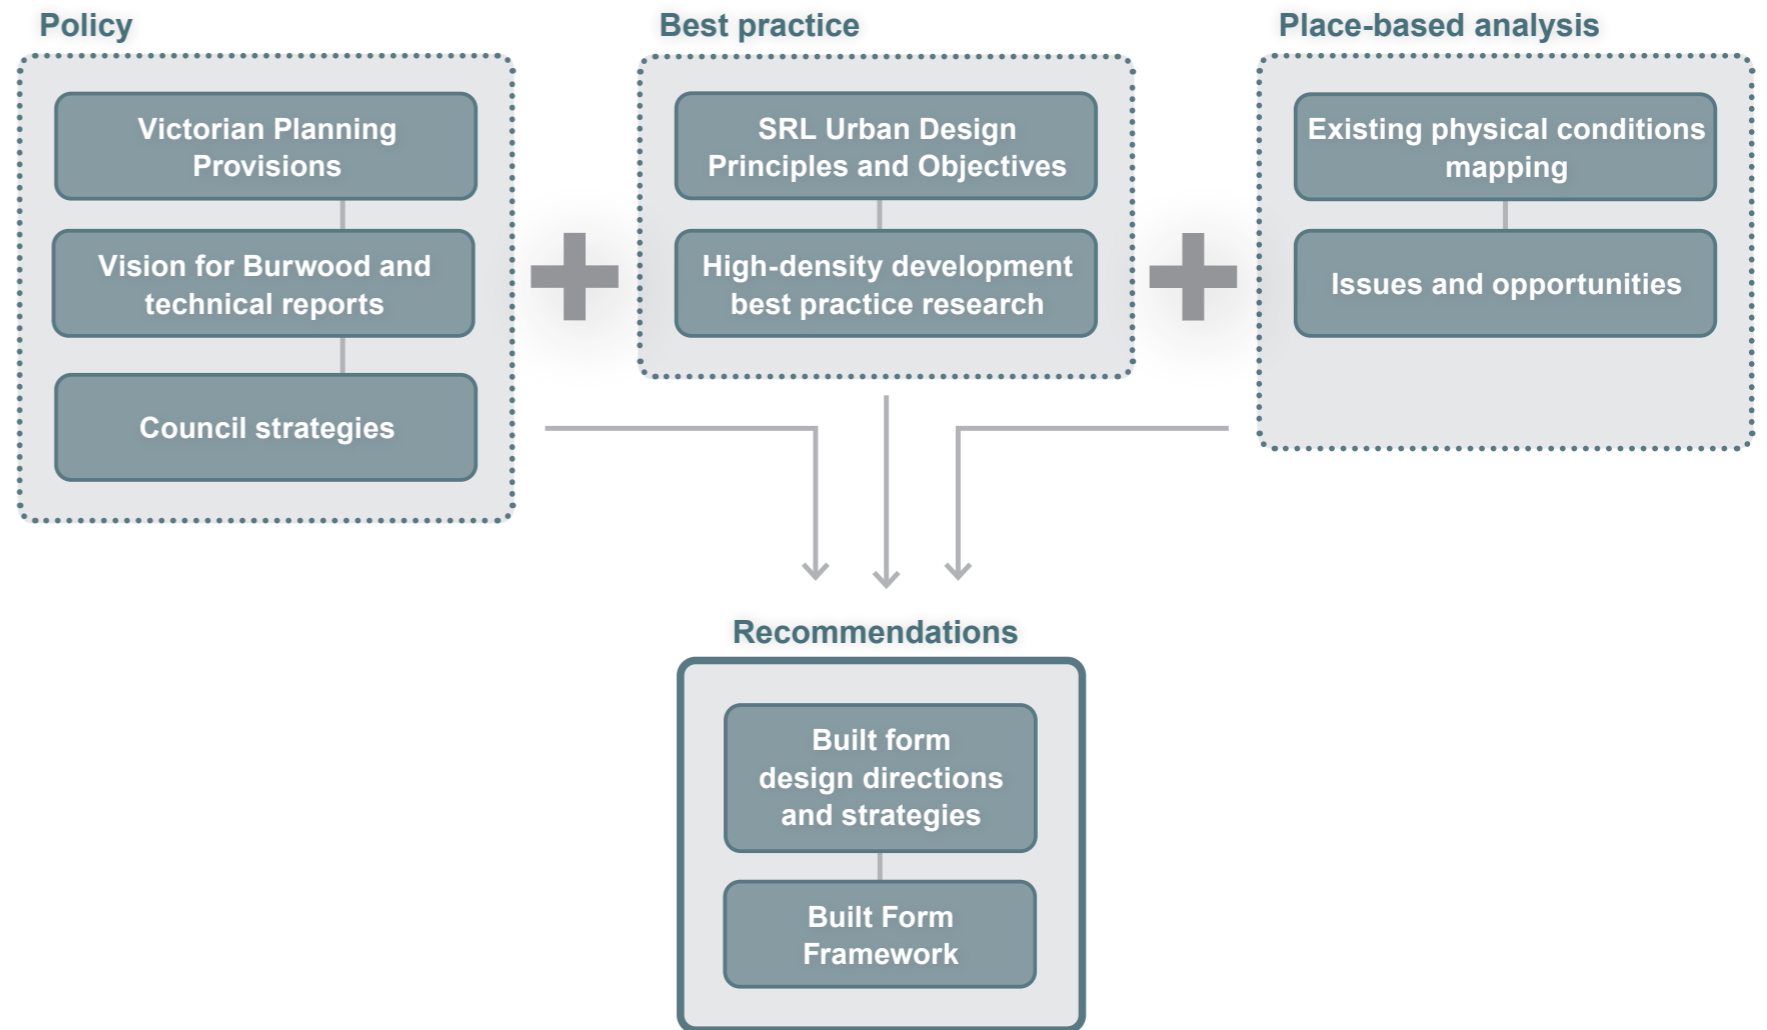 Policy
Victorian Planning
Provisions
Vision for Burwood and
technical reports
Council strategies
Best practice
SRL Urban Design
Principles and Objectives
High-density development
best practice research
Place-based analysis
Existing physical conditions
mapping
Issues and opportunities
Recommendations
Built form
design directions
and strategies
Built Form
Framework